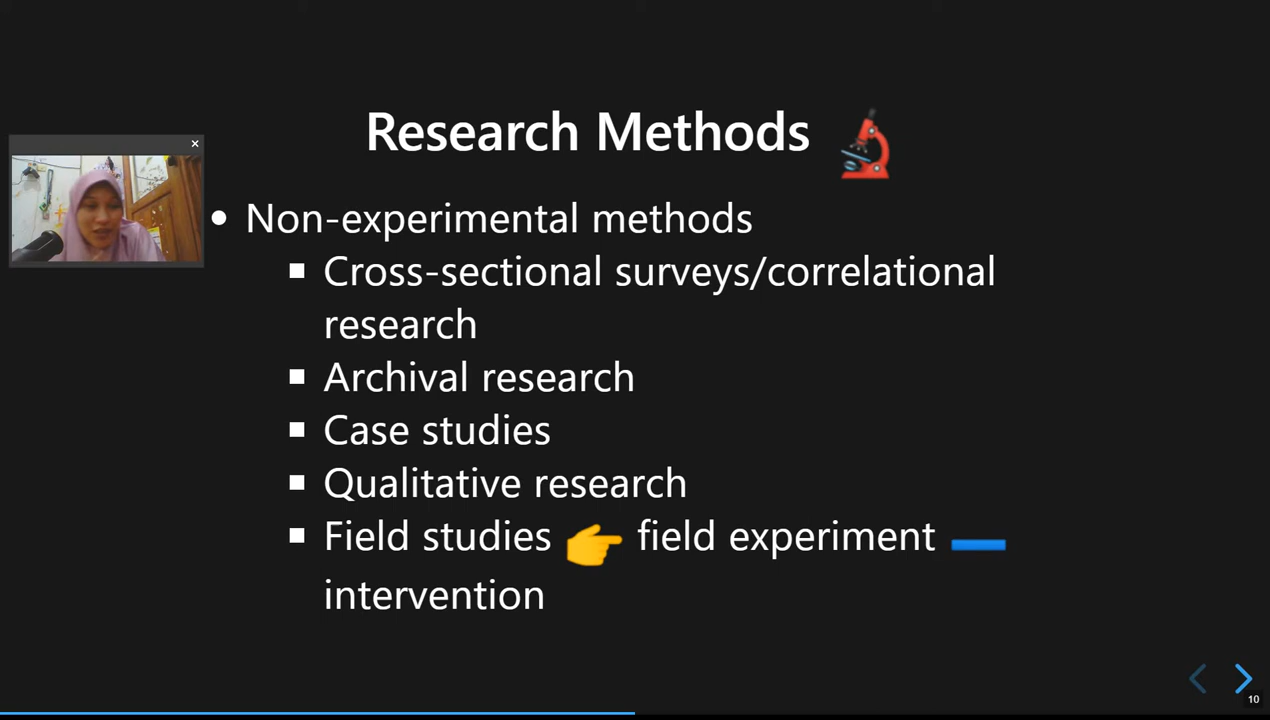 Research Methods
Non-experimental methods
Cross-sectional surveys/correlational
research
Archival research
Case studies
Qualitative research
Field studies 👉 field experiment ➖
intervention
10